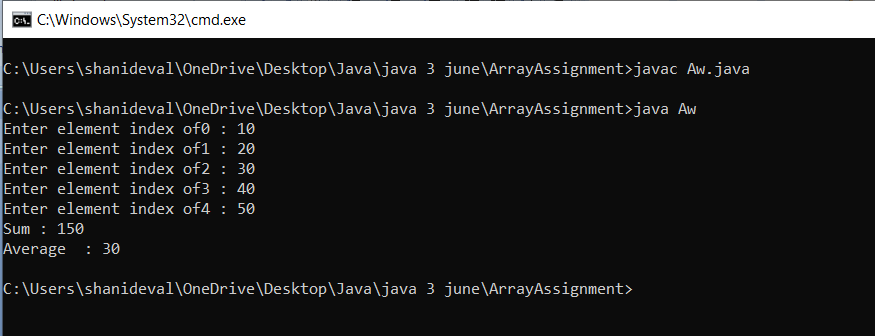 C:\Windows\System32\cmd.exe
C:\Users\shanideval\OneDrive\Desktop\Java\java 3 june\ArrayAssignment>javac Aw.java
C:\Users\shanideval\OneDrive\Desktop\Java\java 3 june\ArrayAssignment>java Aw
Enter element index of0 : 10
Enter element index of1 : 20
Enter element index of2 : 30
Enter element index of3 : 40
Enter element index of4 : 50
Sum : 150
Average  : 30
C:\Users\shanideval\OneDrive\Desktop\Java\java 3 june\ArrayAssignment>